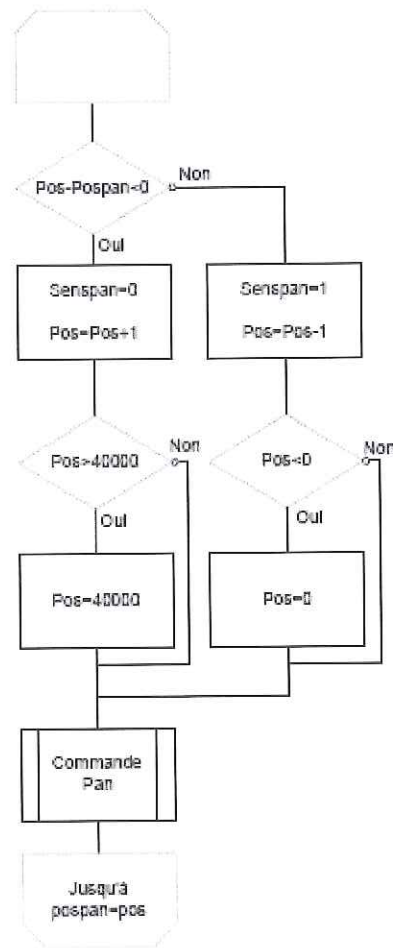 Pos-Pospan<0
Non
Oui
Senspan=0
Pos=Pos+1
Senspan=1
Pos=Pos-1
Pos>40000
Non
Oui
Pos<0
Non
Oui
Pos=40000
Pos=0
Commande
Pan
Jusqu'à
pospan=pos